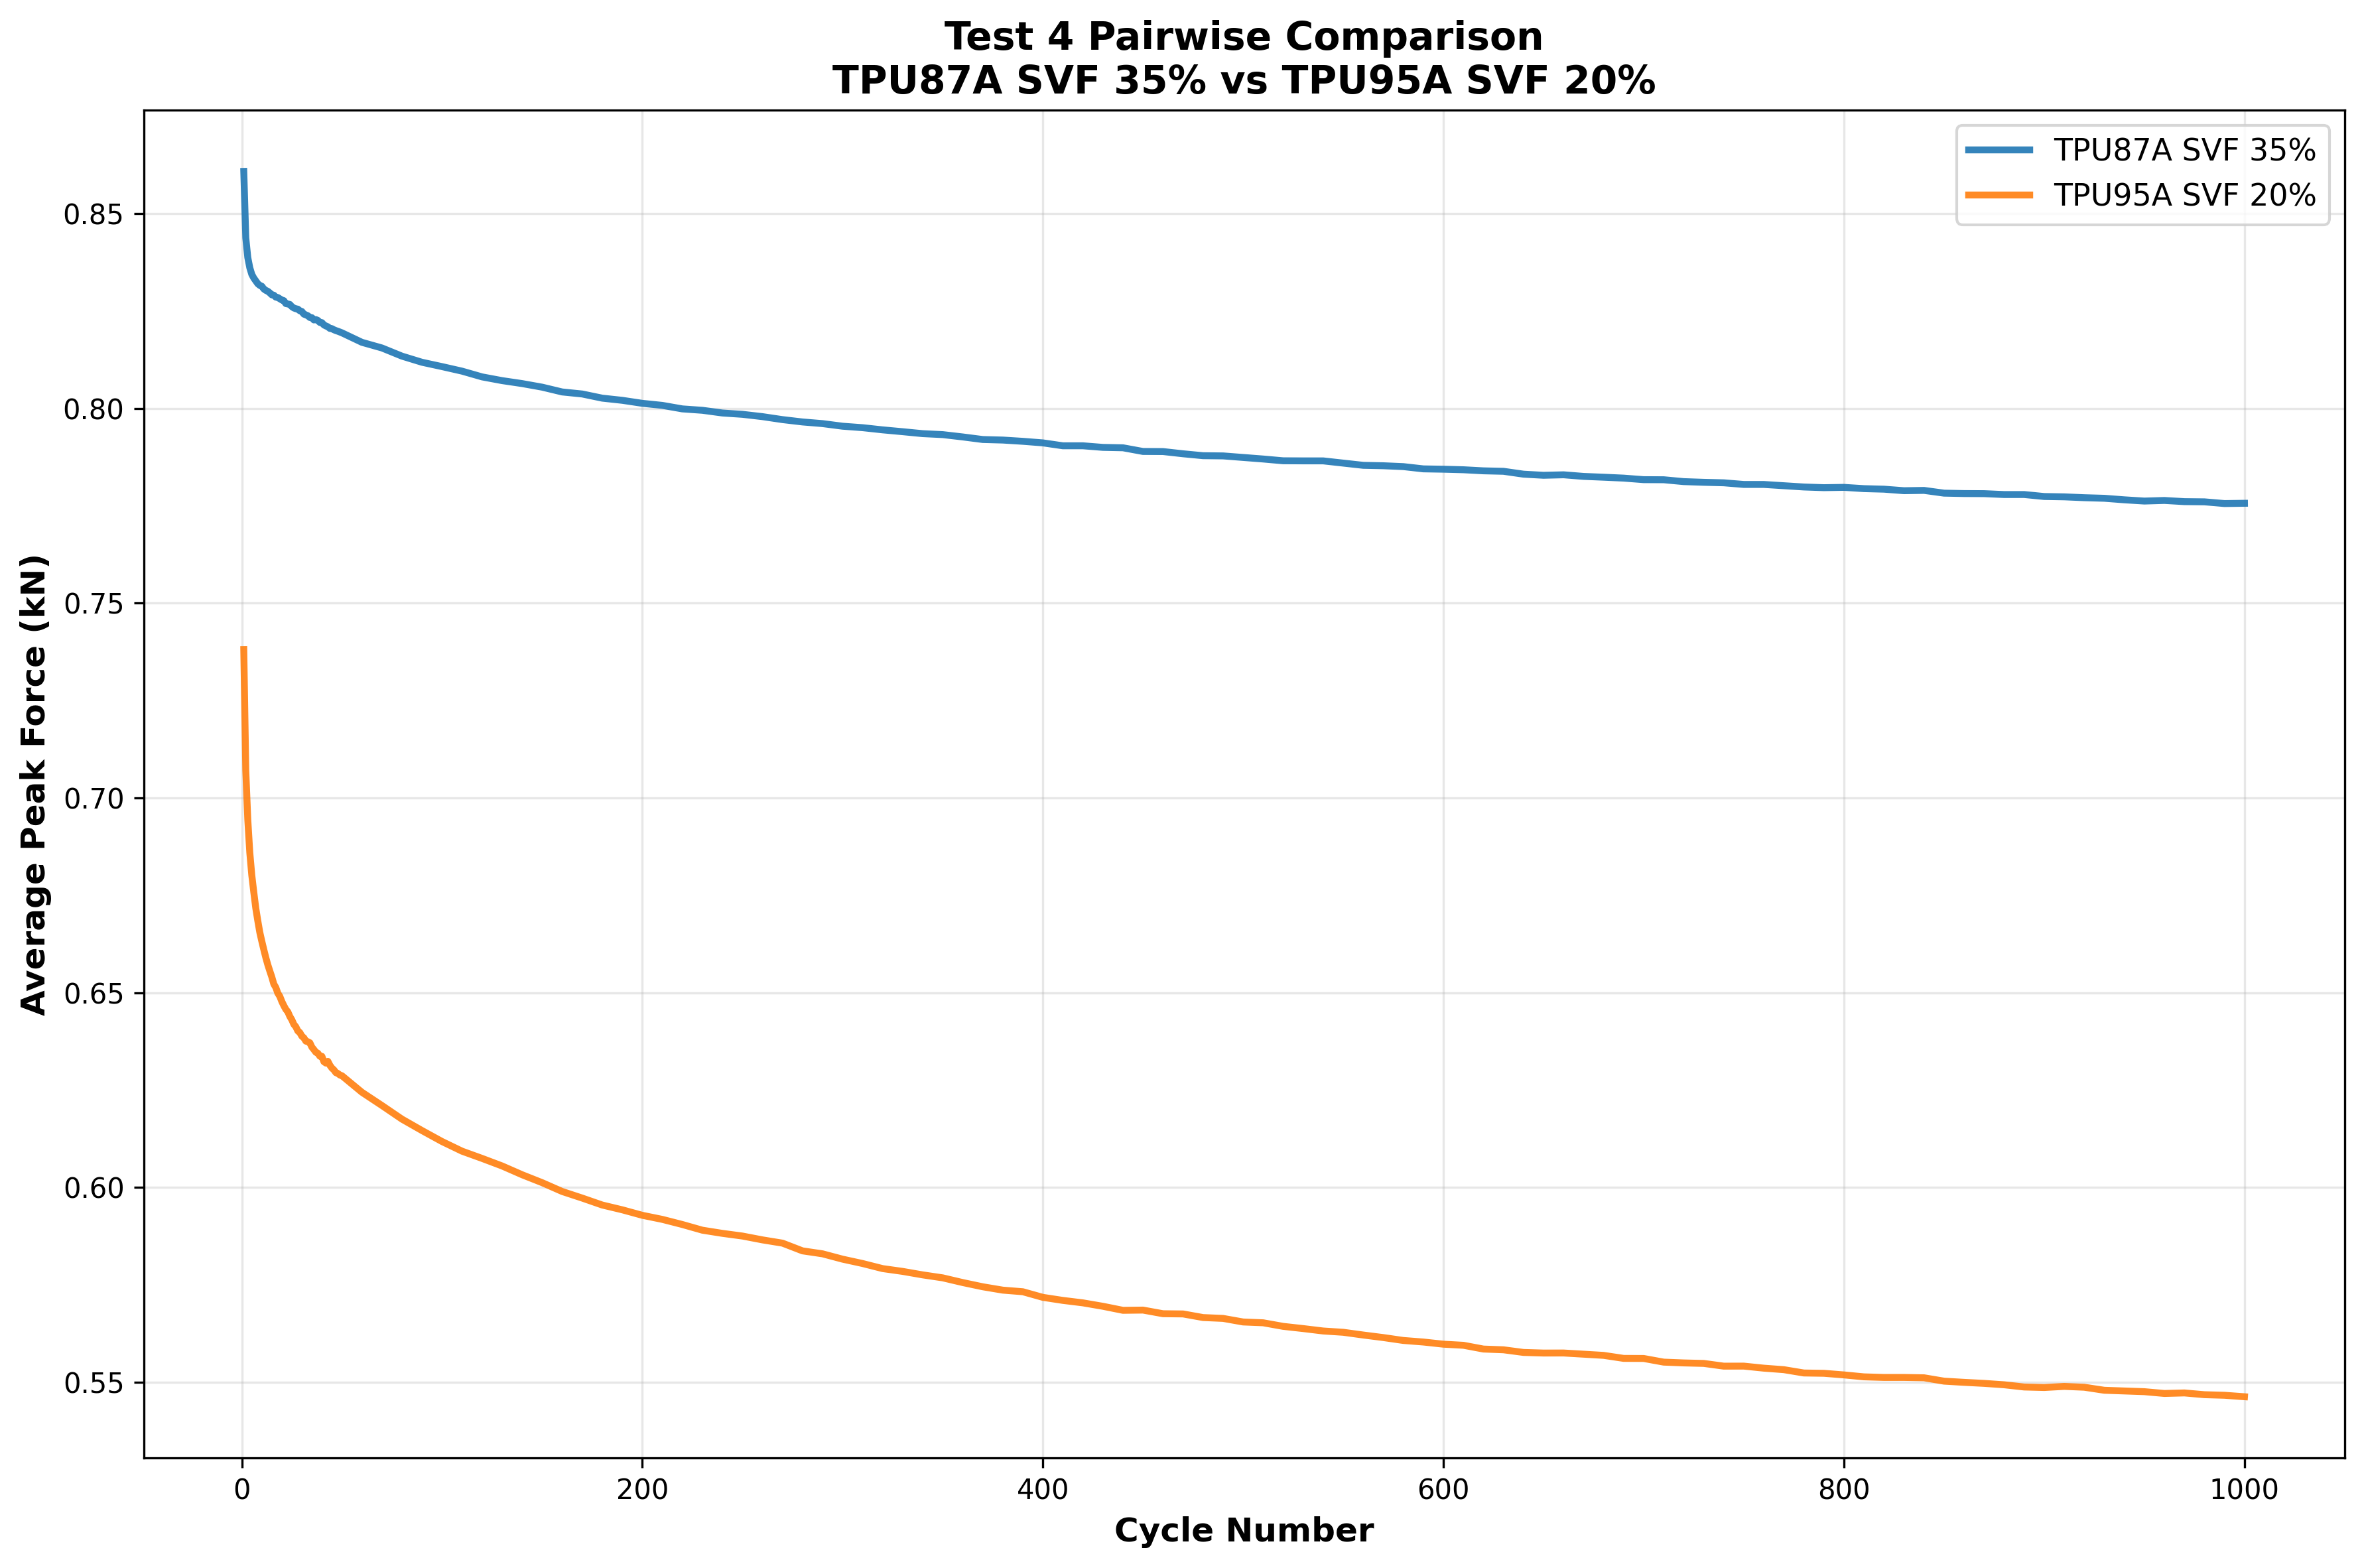 Test 4 Pairwise Comparison
TPU87A SVF 35% vs TPU95A SVF 20%
TPU87A SVF 35%
TPU95A SVF 20%
Average Peak Force (kN)
0.85
0.80
0.75
0.70
0.65
0.60
0.55
0 200 400 600 800 1000
Cycle Number